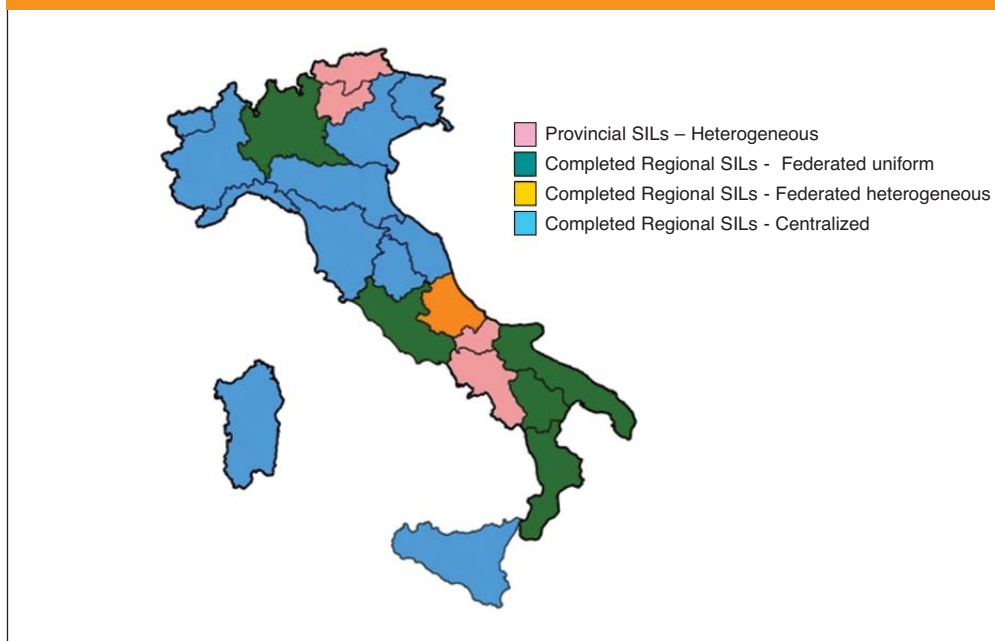 Provincial SILs – Heterogeneous
Completed Regional SILs - Federated uniform
Completed Regional SILs - Federated heterogeneous
Completed Regional SILs - Centralized